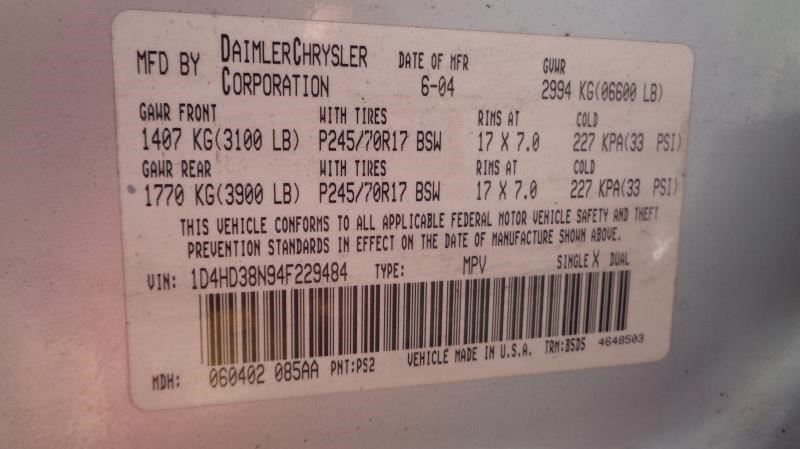 MFD BY DAIMLERCHRYSLER CORPORATION DATE OF MFR 6-04 GVWR 2994 KG(06600 LB)
GAWR FRONT WITH TIRES RIMS AT COLD
1407 KG(3100 LB) P245/70R17 BSW 17 X 7.0 227 KPA(33 PSI)
GAWR REAR WITH TIRES RIMS AT COLD
1770 KG(3900 LB) P245/70R17 BSW 17 X 7.0 227 KPA(33 PSI)
THIS VEHICLE CONFORMS TO ALL APPLICABLE FEDERAL MOTOR VEHICLE SAFETY AND THEFT
PREVENTION STANDARDS IN EFFECT ON THE DATE OF MANUFACTURE SHOWN ABOVE.
VIN: 1D4HD38N94F229484 TYPE: MPV SINGLE X DUAL
MDH: 060402 085AA PNT:PS2 VEHICLE MADE IN U.S.A. TRM:BSD5 4648503